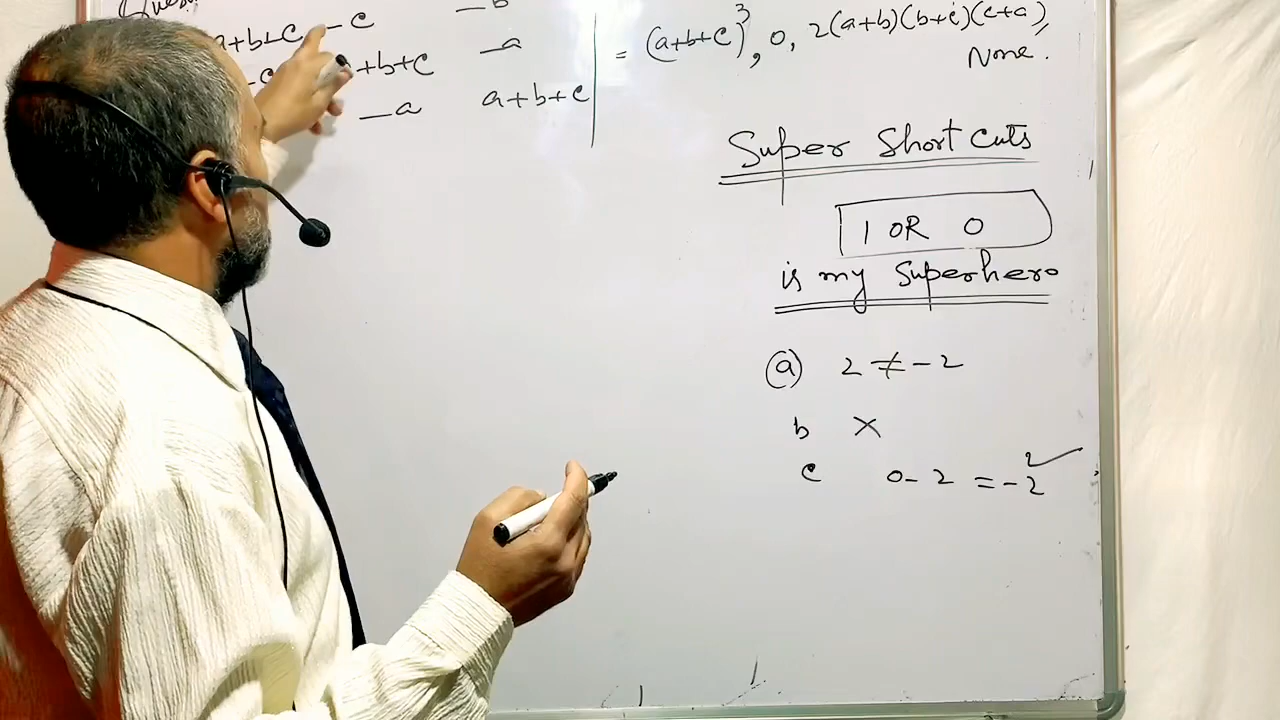 a+b+c -c -b
-c +b+c -a
-a a+b+c
= (a+b+c)³, 0, 2(a+b)(b+c)(c+a),
None.
Super Short Cuts
1 OR 0
is my Superhero
(a) 2 ≠ -2
b ×
c 0-2 = -2 ✓